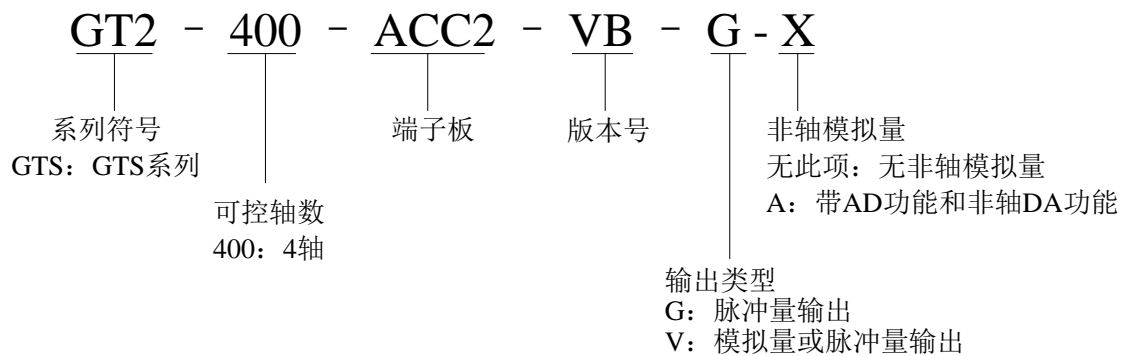 GT2 - 400 - ACC2 - VB - G - X
系列符号
GTS：GTS系列
可控轴数
400：4轴
端子板
版本号
输出类型
G：脉冲量输出
V：模拟量或脉冲量输出
非轴模拟量
无此项：无非轴模拟量
A：带AD功能和非轴DA功能